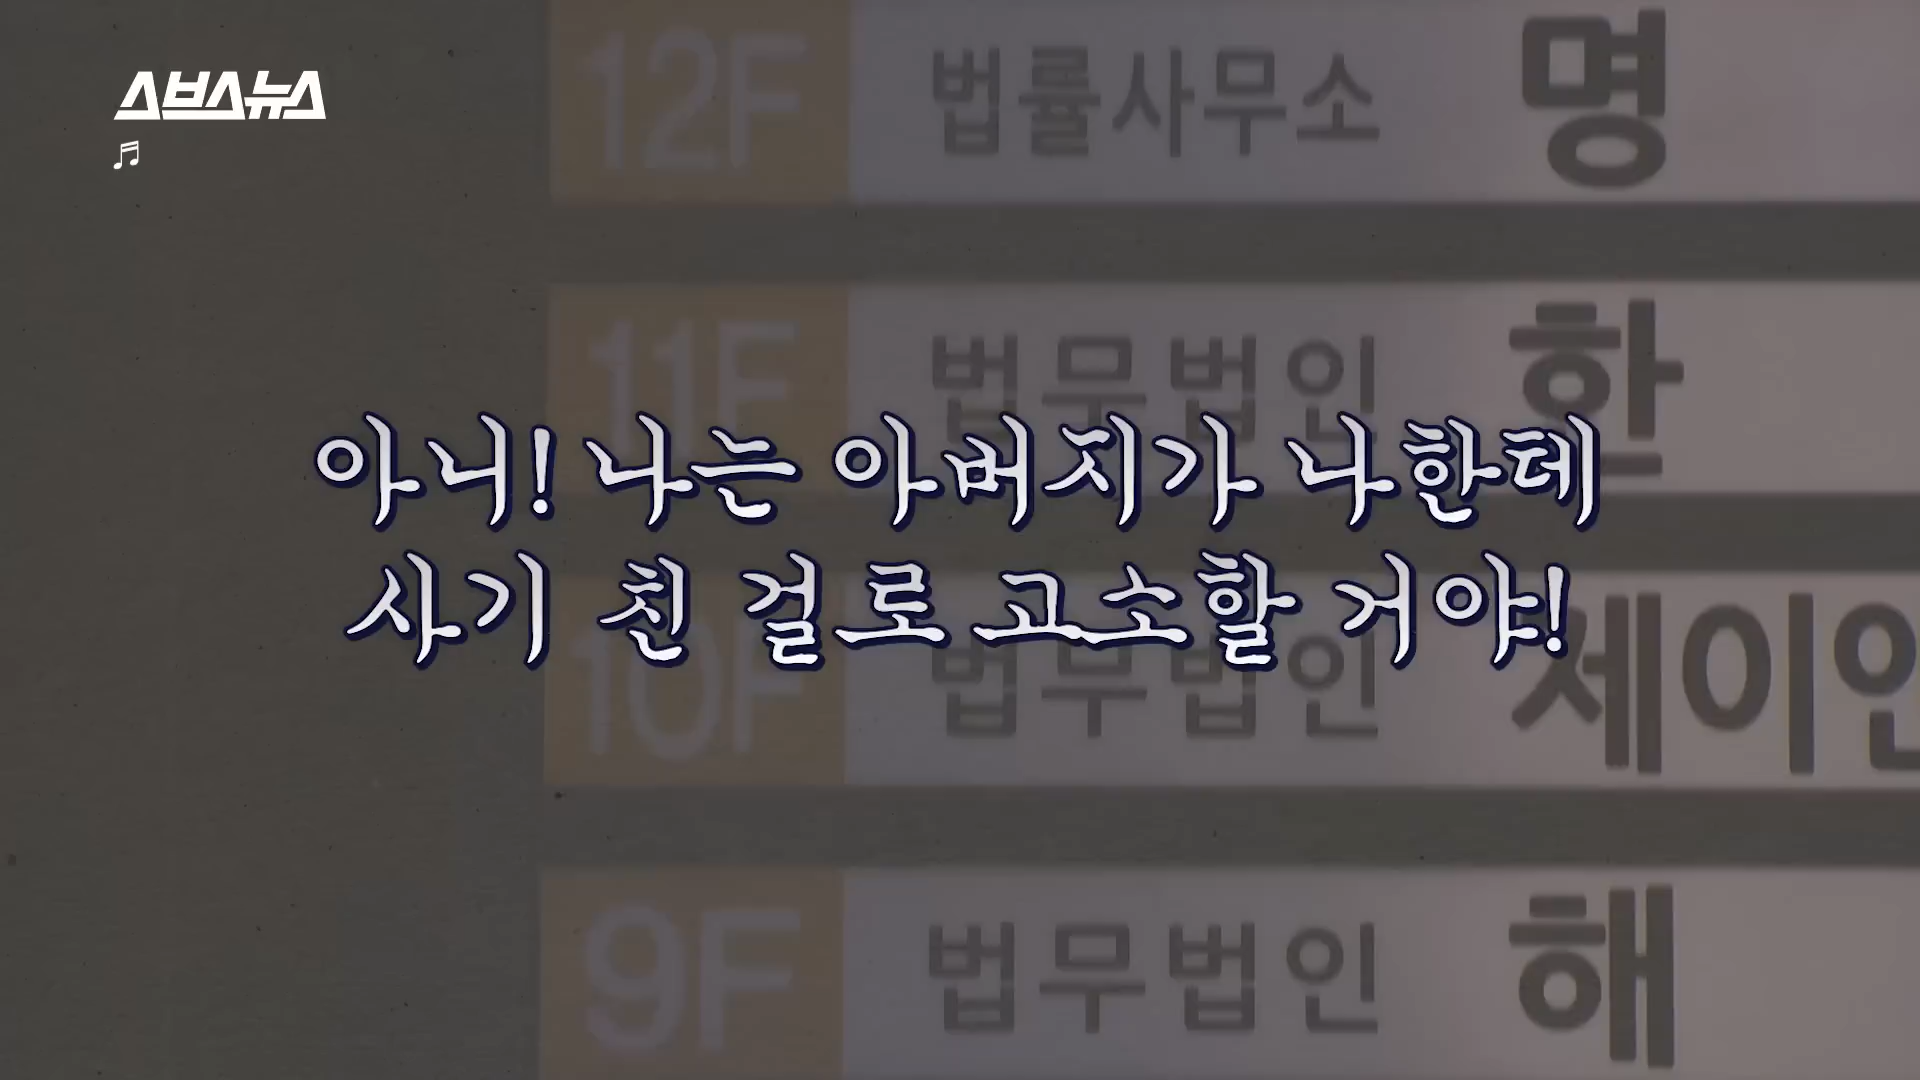 스브스뉴스
♬
12F 법률사무소 명
11F 법무법인 한
아니! 나는 아버지가 나한테
사기 친 걸로 고소할 거야!
10F 법무법인 세이안
9F 법무법인 해